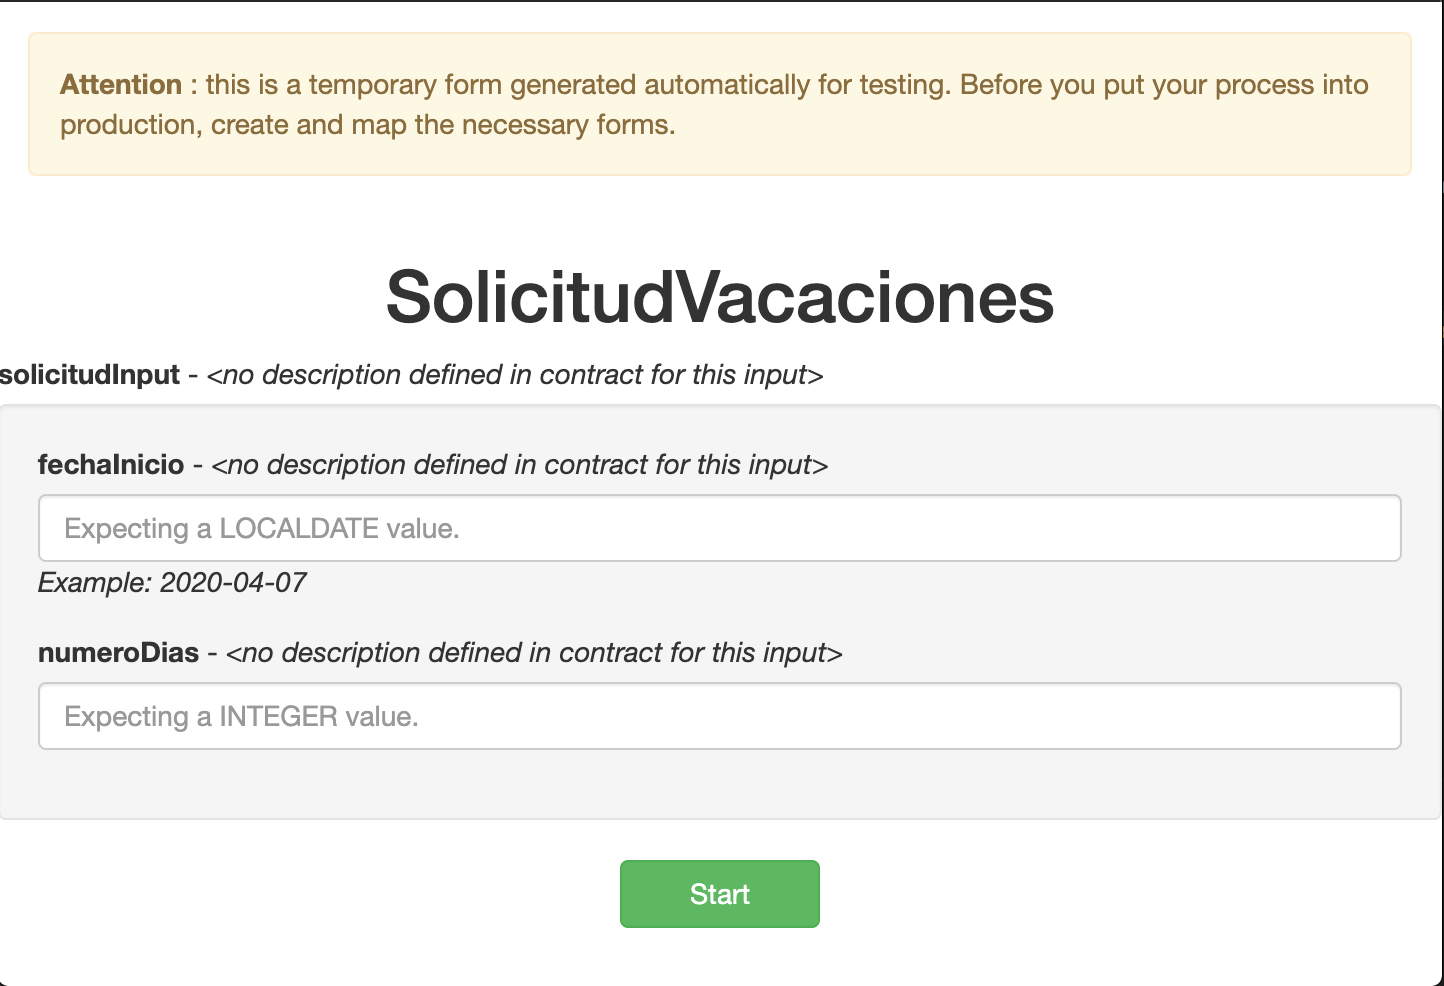 Attention : this is a temporary form generated automatically for testing. Before you put your process into
production, create and map the necessary forms.
SolicitudVacaciones
solicitudInput - <no description defined in contract for this input>
fechaInicio - <no description defined in contract for this input>
Expecting a LOCALDATE value.
Example: 2020-04-07
numeroDias - <no description defined in contract for this input>
Expecting a INTEGER value.
Start